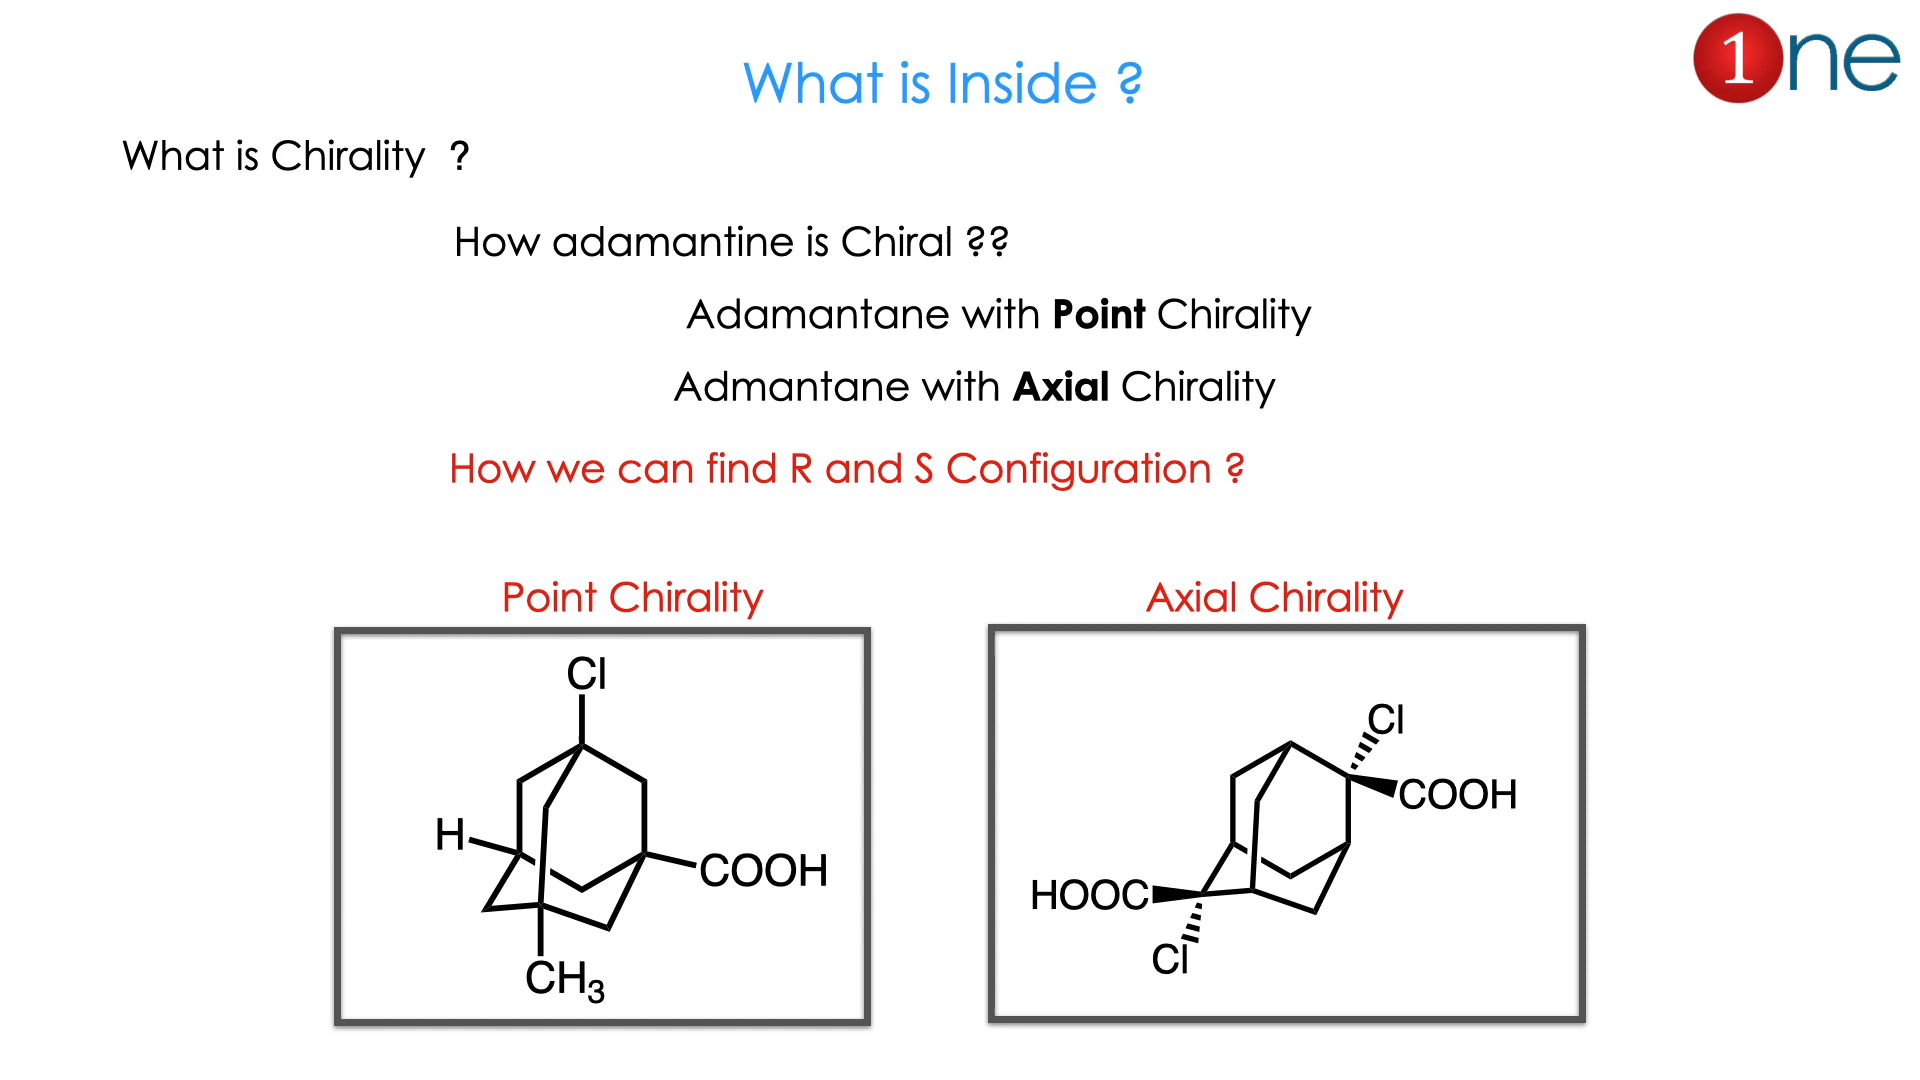 1ne
What is Inside ?
What is Chirality ?
How adamantine is Chiral ??
Adamantane with Point Chirality
Admantane with Axial Chirality
How we can find R and S Configuration ?
Point Chirality
Axial Chirality
Cl
H
COOH
CH3
Cl
COOH
HOOC
Cl